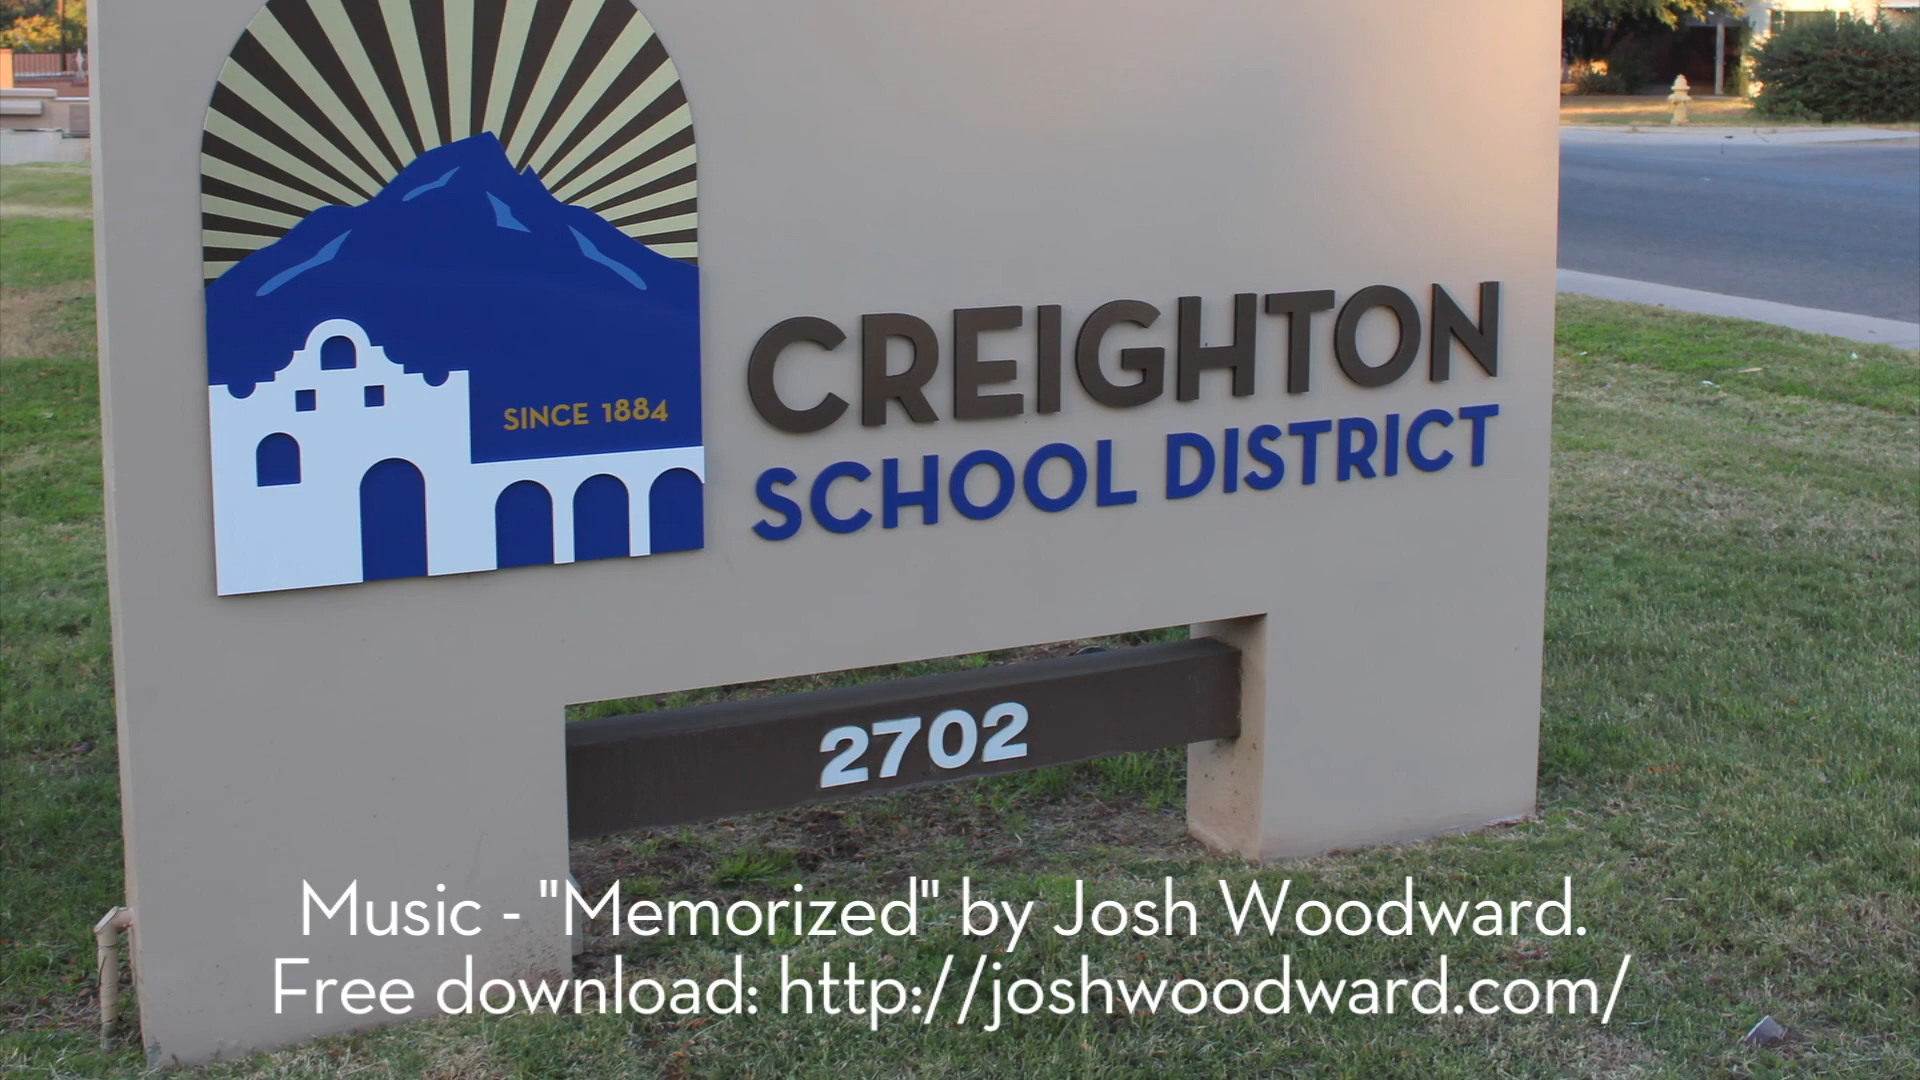 SINCE 1884
CREIGHTON
SCHOOL DISTRICT
2702
Music - "Memorized" by Josh Woodward.
Free download: http://joshwoodward.com/